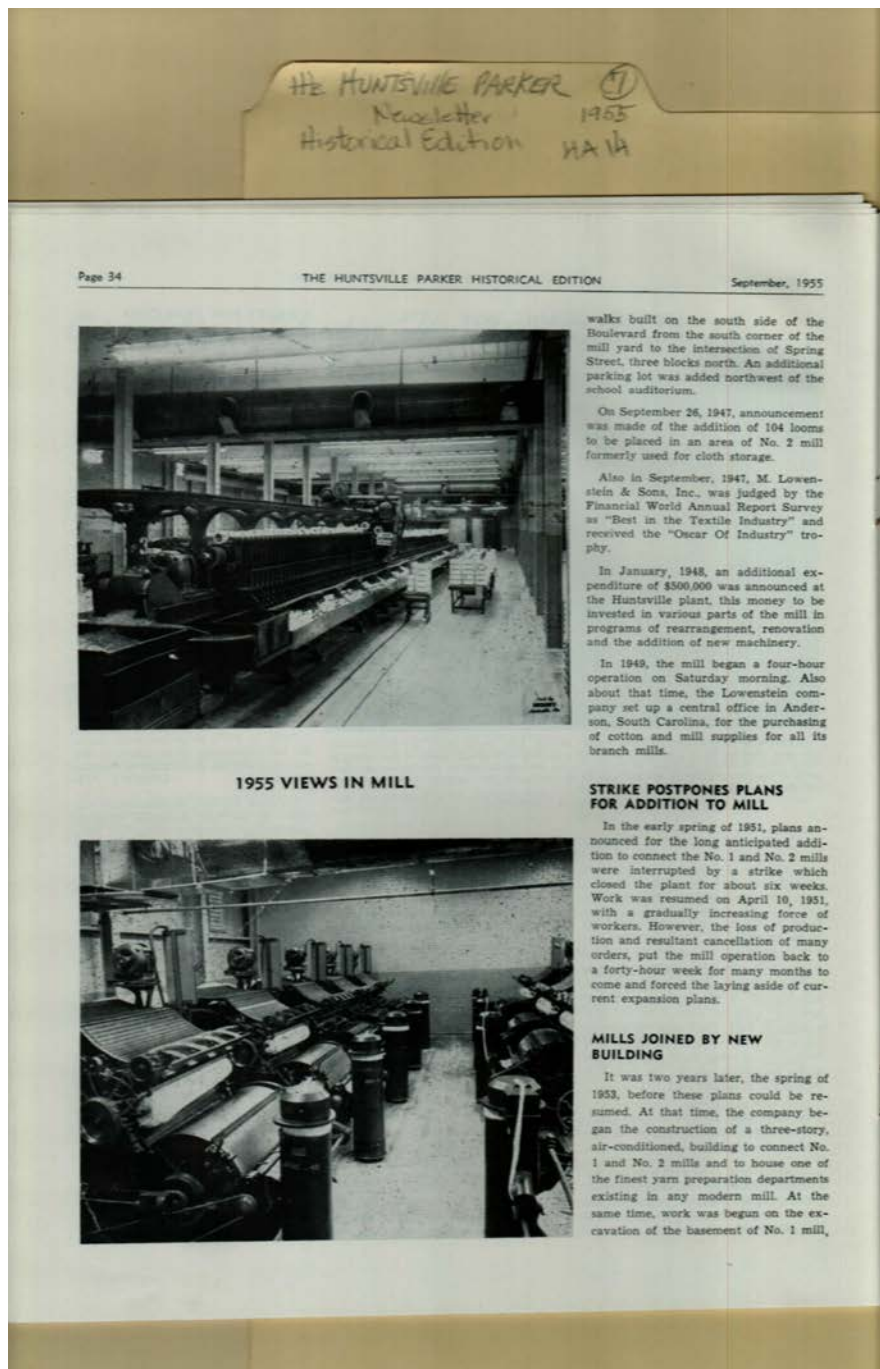 THE HUNTSVILLE PARKER 7
Newsletter 1955
Historical Edition HA 14
Page 34 THE HUNTSVILLE PARKER HISTORICAL EDITION September, 1955
walks built on the south side of the
Boulevard from the south corner of the
mill yard to the intersection of Spring
Street, three blocks north. An additional
parking lot was added northwest of the
school auditorium.
On September 26, 1947, announcement
was made of the addition of 104 looms
to be placed in an area of No. 2 mill
formerly used for cloth storage.
Also in September, 1947, M. Lowen-
stein & Sons, Inc., was judged by the
Financial World Annual Report Survey
as "Best in the Textile Industry" and
received the "Oscar Of Industry" tro-
phy.
In January, 1948, an additional ex-
penditure of $500,000 was announced at
the Huntsville plant, this money to be
invested in various parts of the mill in
programs of rearrangement, renovation
and the addition of new machinery.
In 1949, the mill began a four-hour
operation on Saturday morning. Also
about that time, the Lowenstein com-
pany set up a central office in Ander-
son, South Carolina, for the purchasing
of cotton and mill supplies for all its
branch mills.
1955 VIEWS IN MILL
STRIKE POSTPONES PLANS
FOR ADDITION TO MILL
In the early spring of 1951, plans an-
nounced for the long anticipated addi-
tion to connect the No. 1 and No. 2 mills
were interrupted by a strike which
closed the plant for about six weeks.
Work was resumed on April 10, 1951,
with a gradually increasing force of
workers. However, the loss of produc-
tion and resultant cancellation of many
orders, put the mill operation back to
a forty-hour week for many months to
come and forced the laying aside of cur-
rent expansion plans.
MILLS JOINED BY NEW
BUILDING
It was two years later, the spring of
1953, before these plans could be re-
sumed. At that time, the company be-
gan the construction of a three-story,
air-conditioned, building to connect No.
1 and No. 2 mills and to house one of
the finest yarn preparation departments
existing in any modern mill. At the
same time, work was begun on the ex-
cavation of the basement of No. 1 mill,